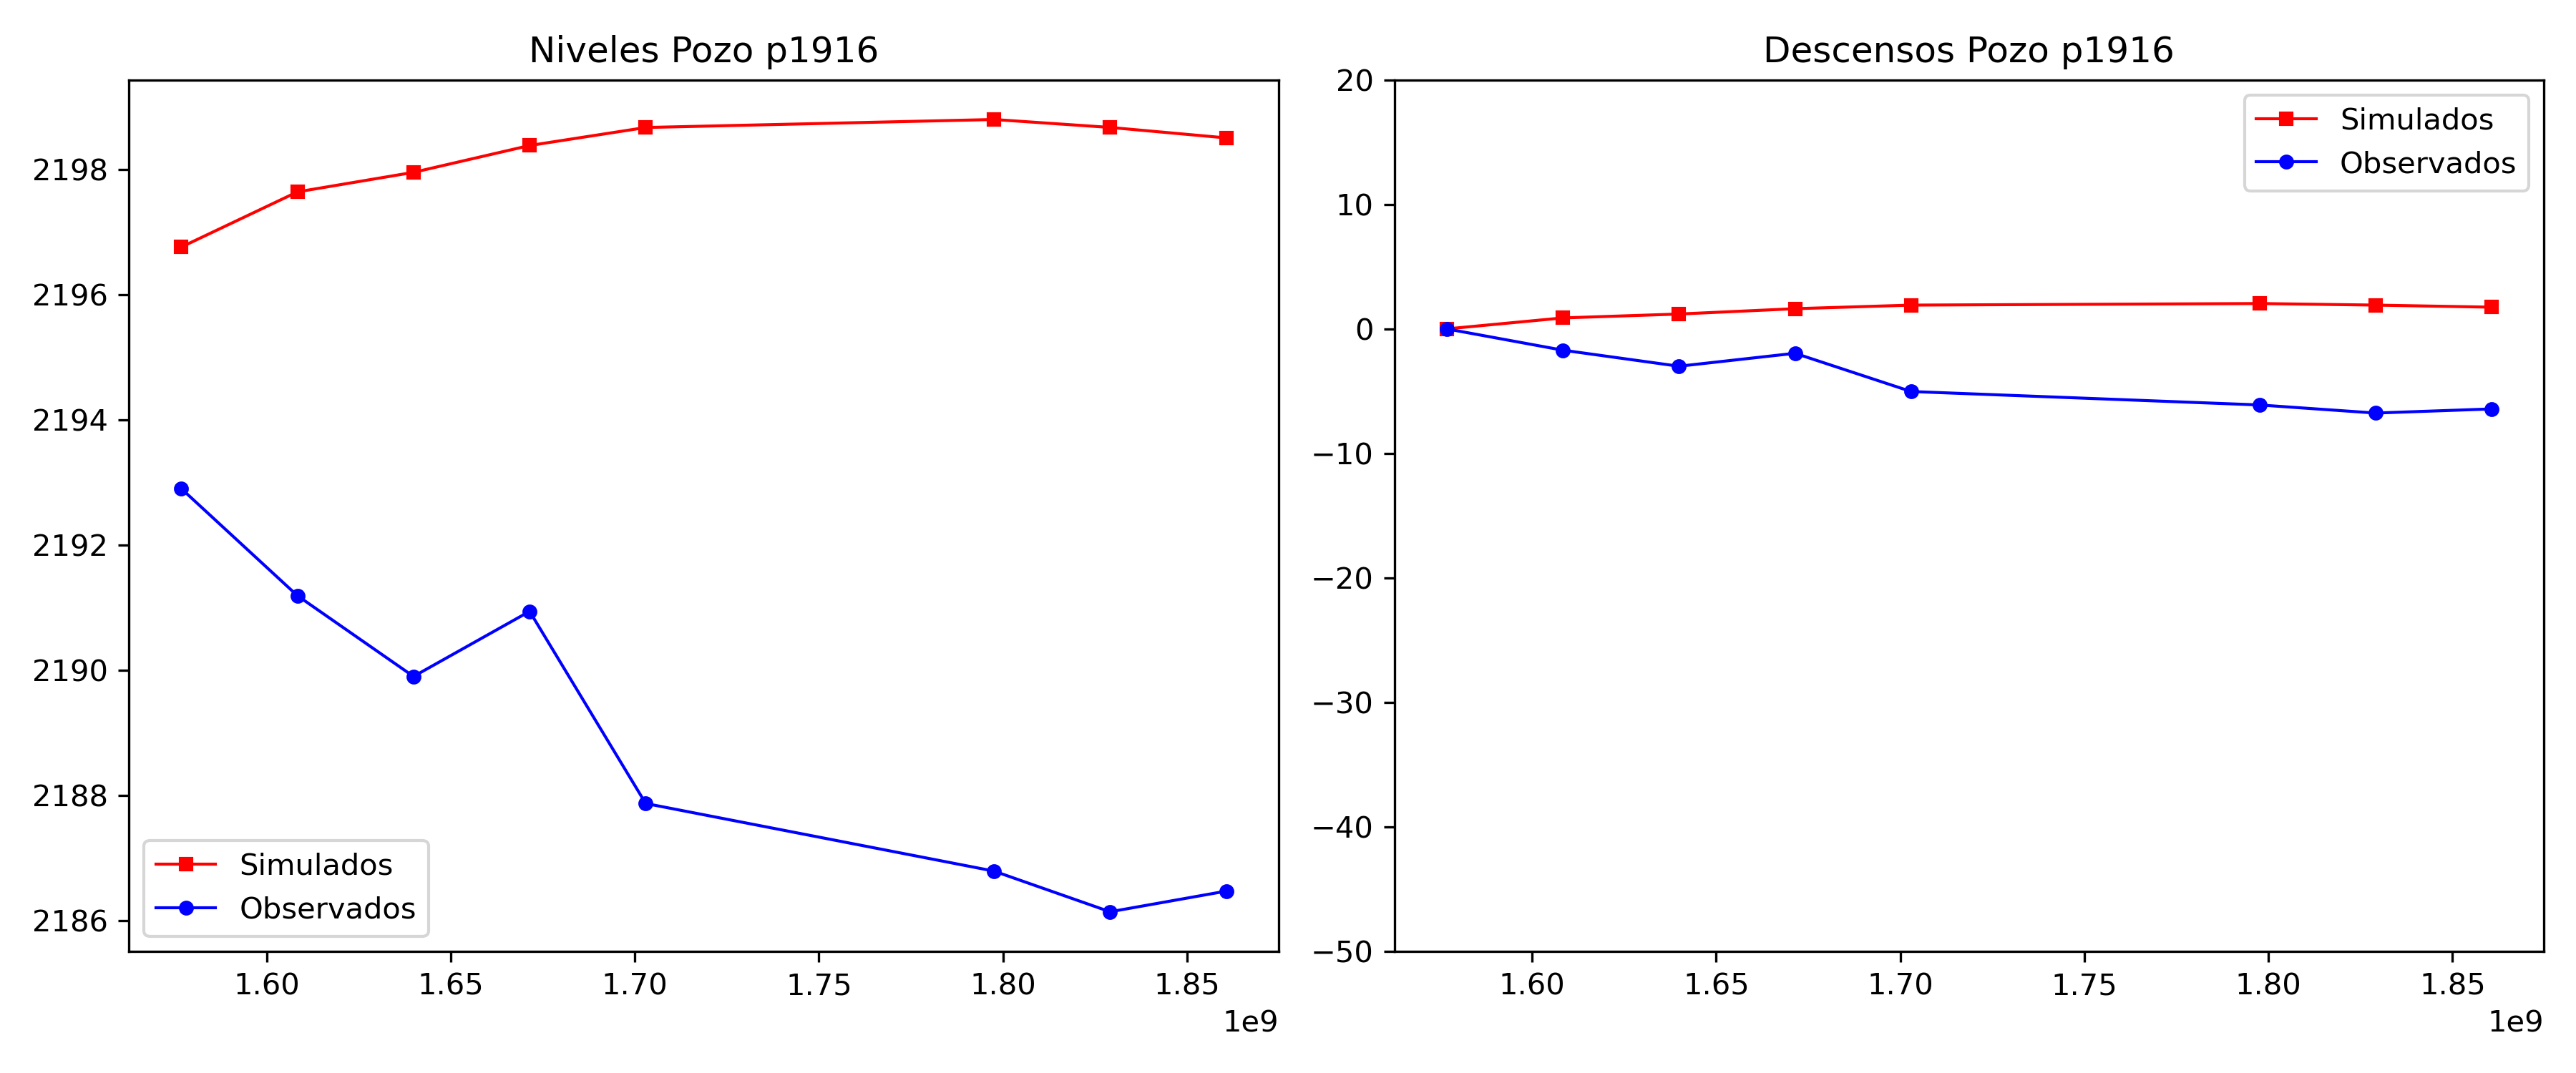 Niveles Pozo p1916
2198
2196
2194
2192
2190
2188
2186
Simulados
Observados
1.60 1.65 1.70 1.75 1.80 1.85
1e9
Descensos Pozo p1916
20
10
0
−10
−20
−30
−40
−50
Simulados
Observados
1.60 1.65 1.70 1.75 1.80 1.85
1e9